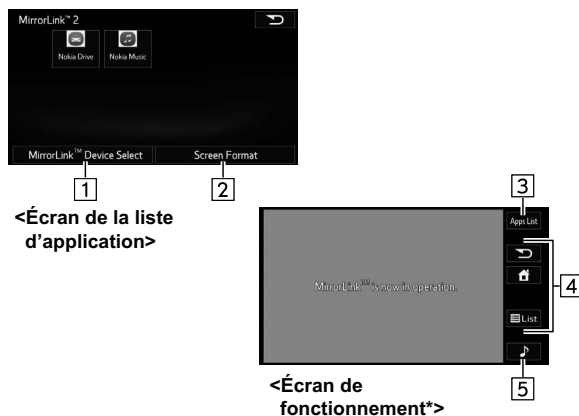 MirrorLink™ 2
Nokia Drive
Nokia Music
MirrorLink™ Device Select
Screen Format
1
2
<Écran de la liste
d’application>
3
Apps List
MirrorLink™ is now in operation.
4
List
5
<Écran de
fonctionnement*>